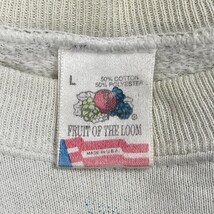 L
50% COTTON
50% POLYESTER
®
FRUIT OF THE LOOM
MADE IN U.S.A.